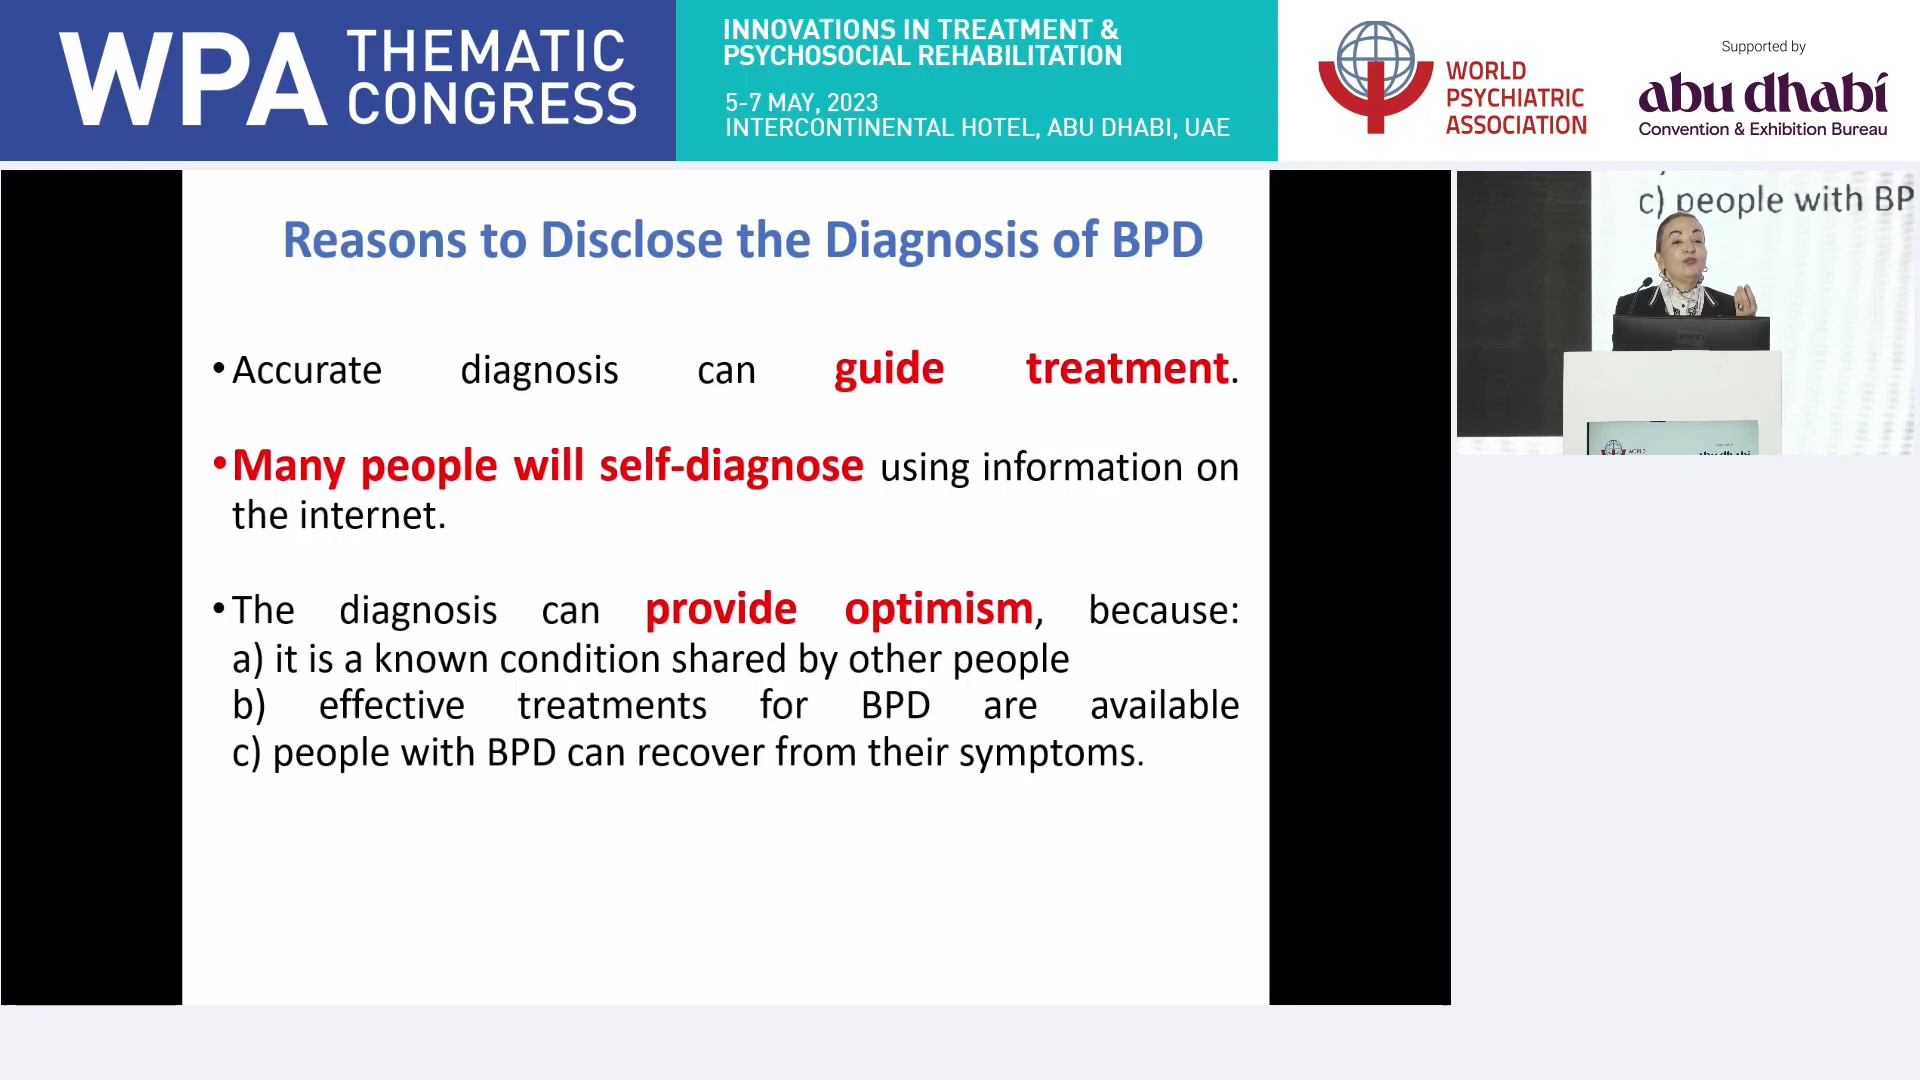 WPA THEMATIC
CONGRESS
INNOVATIONS IN TREATMENT &
PSYCHOSOCIAL REHABILITATION
5-7 MAY, 2023
INTERCONTINENTAL HOTEL, ABU DHABI, UAE
WORLD
PSYCHIATRIC
ASSOCIATION
Supported by
abu dhabi
Convention & Exhibition Bureau
Reasons to Disclose the Diagnosis of BPD
•Accurate diagnosis can guide treatment.
•Many people will self-diagnose using information on
the internet.
•The diagnosis can provide optimism, because:
a) it is a known condition shared by other people
b) effective treatments for BPD are available
c) people with BPD can recover from their symptoms.
c) people with BP
WORLD